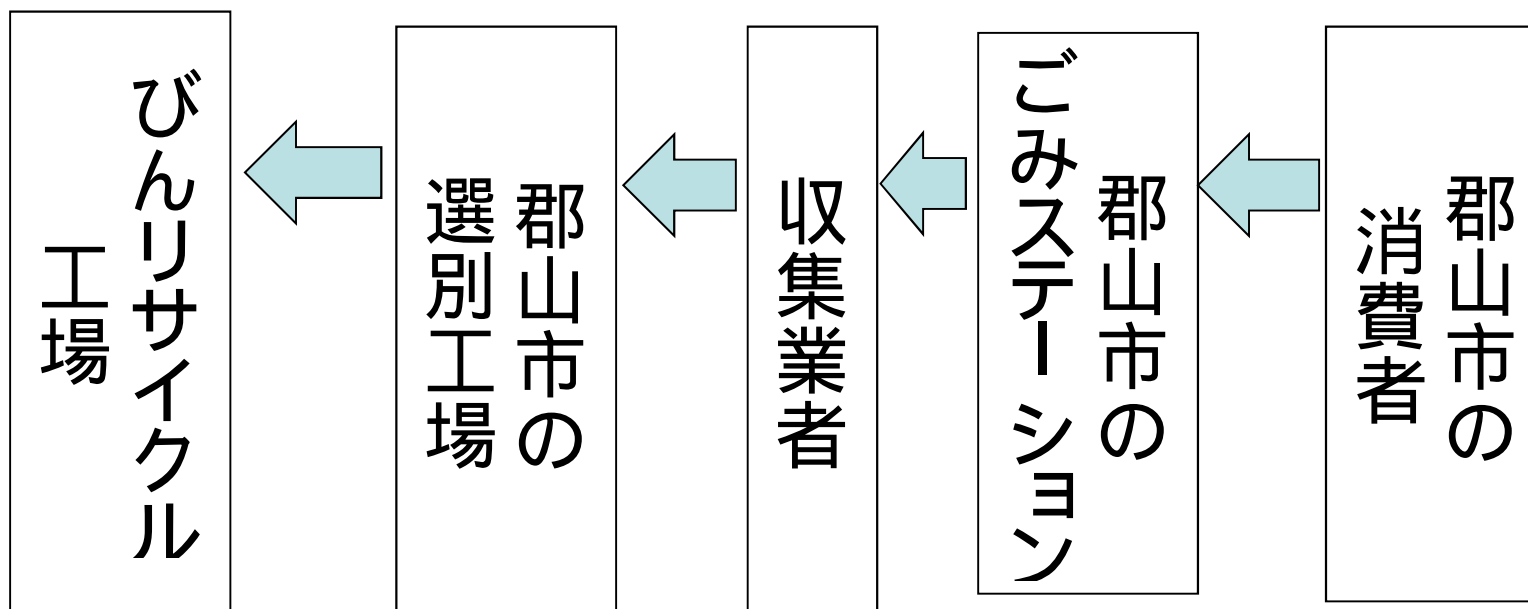 郡山市の
消費者
郡山市の
ごみステーション
収集業者
郡山市の
選別工場
びんリサイクル
工場